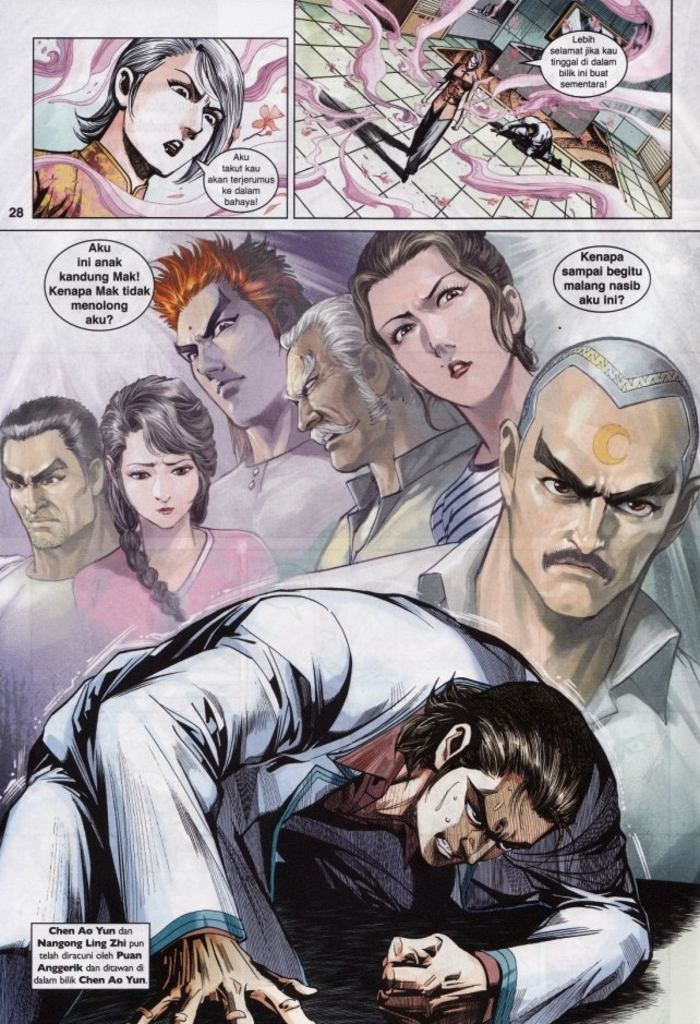 Aku
takut kau
akan terjerumus
ke dalam
bahaya!
Lebih
selamat jika kau
tinggal di dalam
bilik ini buat
sementara!
28
Aku
ini anak
kandung Mak!
Kenapa Mak tidak
menolong
aku?
Kenapa
sampai begitu
malang nasib
aku ini?
Chen Ao Yun dan
Nangong Ling Zhi pun
telah diracuni oleh Puan
Anggerik dan ditawan di
dalam bilik Chen Ao Yun.